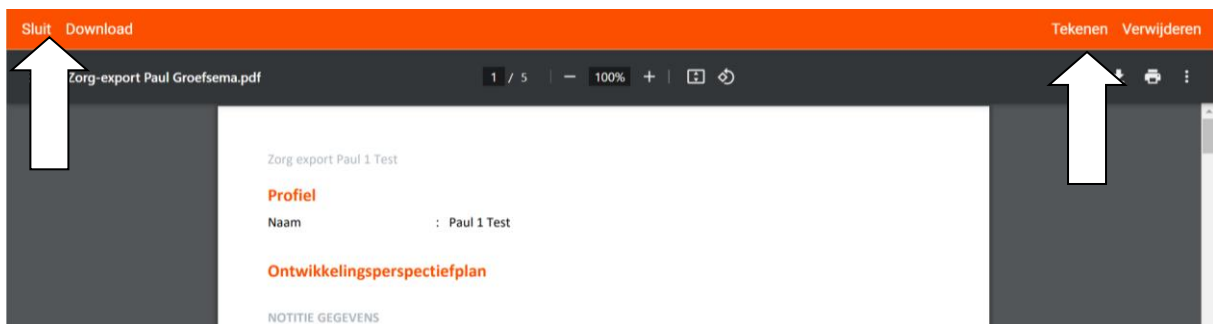 Sluit Download Tekenen Verwijderen
Zorg-export Paul Groefsema.pdf 1 / 5 100%
Zorg export Paul 1 Test
Profiel
Naam : Paul 1 Test
Ontwikkelingsperspectiefplan
NOTITIE GEGEVENS